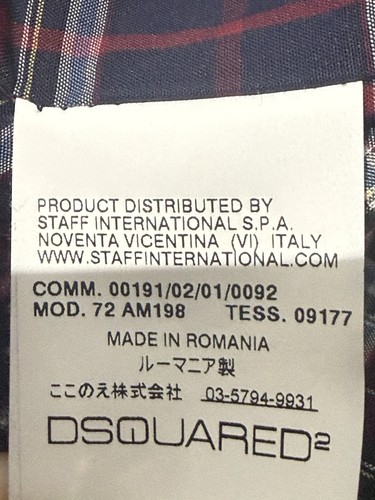 PRODUCT DISTRIBUTED BY
STAFF INTERNATIONAL S.P.A.
NOVENTA VICENTINA (VI) ITALY
WWW.STAFFINTERNATIONAL.COM
COMM. 00191/02/01/0092
MOD. 72 AM198 TESS. 09177
MADE IN ROMANIA
ルーマニア製
ここのえ株式会社 03-5794-9931
DSQUARED2